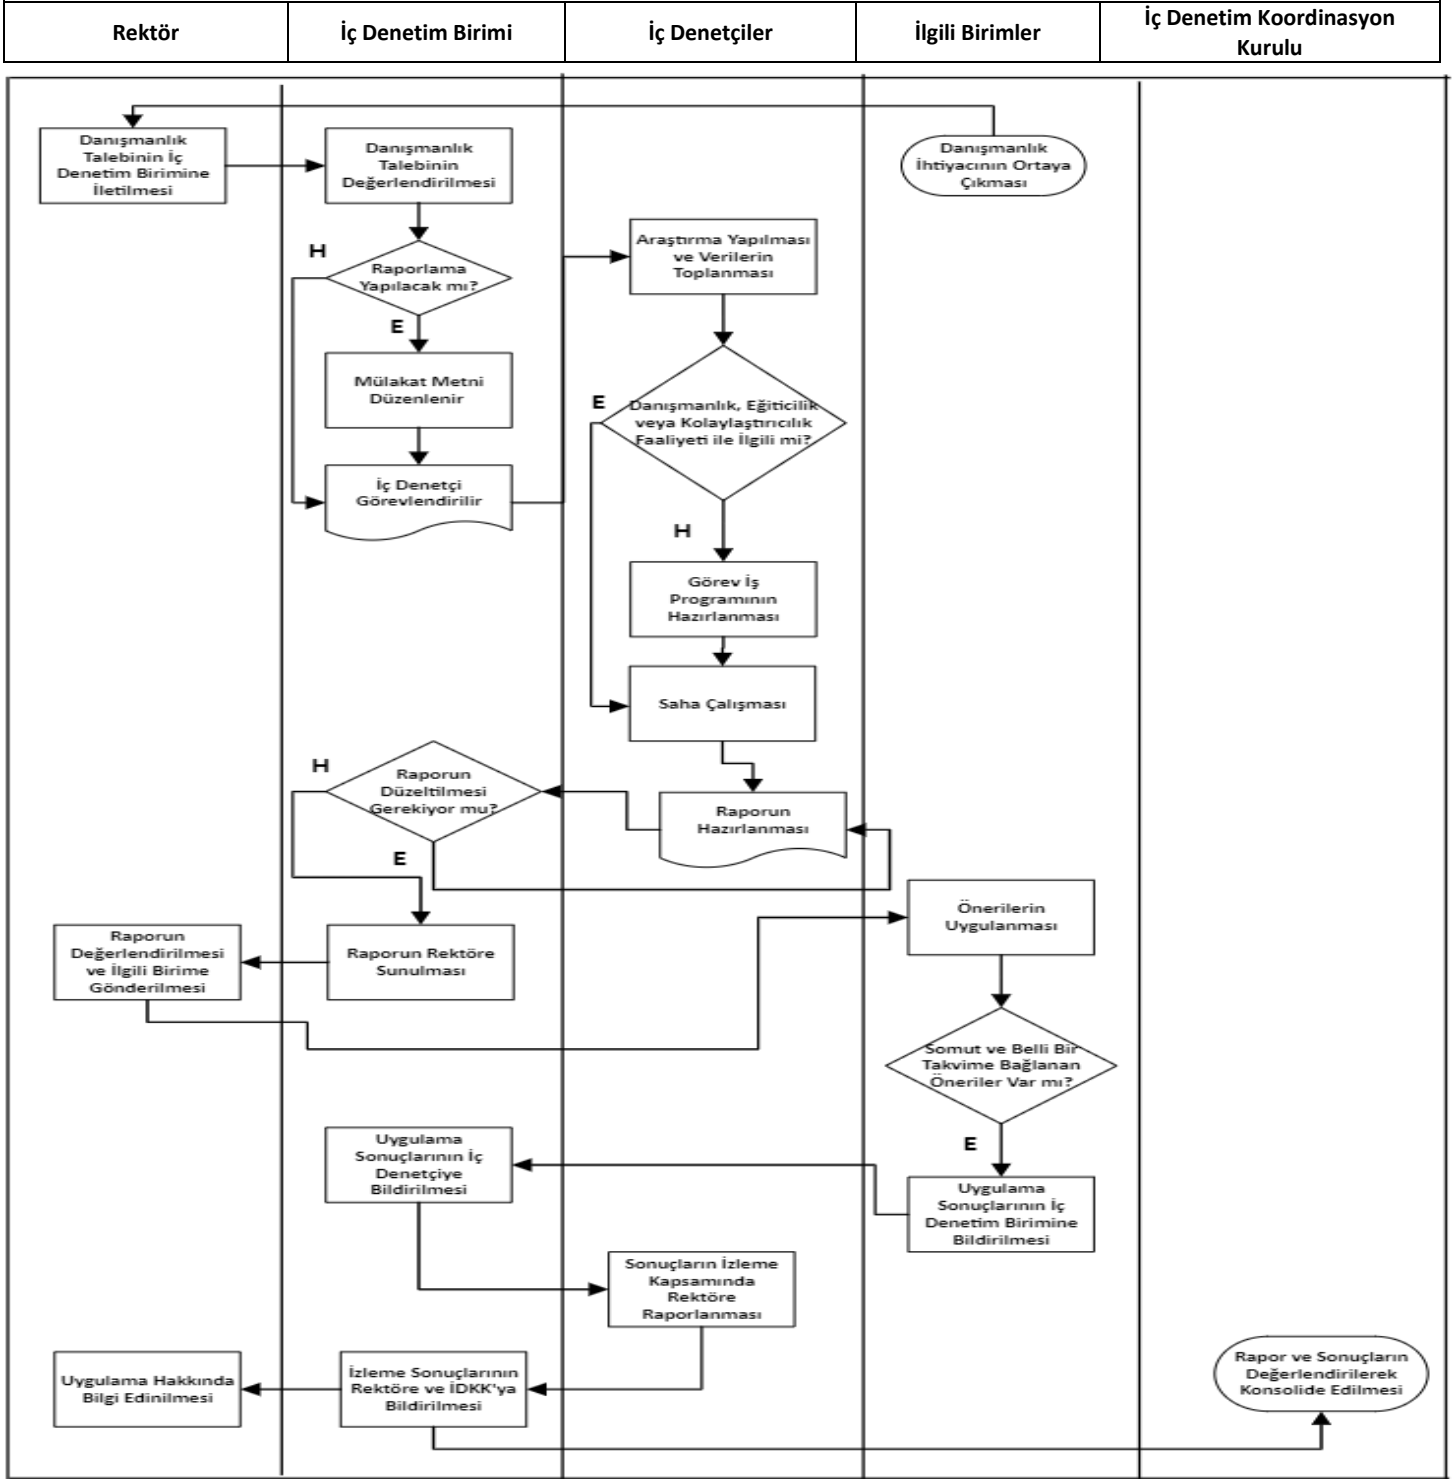 Rektör
İç Denetim Birimi
İç Denetçiler
İlgili Birimler
İç Denetim Koordinasyon
Kurulu
Danışmanlık
Talebinin İç
Denetim Birimine
İletilmesi
Danışmanlık
Talebinin
Değerlendirilmesi
Danışmanlık
İhtiyacının Ortaya
Çıkması
H
Raporlama
Yapılacak mı?
E
Araştırma Yapılması
ve Verilerin
Toplanması
Mülakat Metni
Düzenlenir
E
Danışmanlık, Eğiticilik
veya Kolaylaştırıcılık
Faaliyeti ile İlgili mi?
H
İç Denetçi
Görevlendirilir
Görev İş
Programının
Hazırlanması
Saha Çalışması
H
Raporun
Düzeltilmesi
Gerekiyor mu?
E
Raporun
Hazırlanması
Önerilerin
Uygulanması
Raporun
Değerlendirilmesi
ve İlgili Birime
Gönderilmesi
Raporun Rektöre
Sunulması
Somut ve Belli Bir
Takvime Bağlanan
Öneriler Var mı?
E
Uygulama
Sonuçlarının İç
Denetçiye
Bildirilmesi
Uygulama
Sonuçlarının İç
Denetim Birimine
Bildirilmesi
Sonuçların İzleme
Kapsamında
Rektöre
Raporlanması
Uygulama Hakkında
Bilgi Edinilmesi
İzleme Sonuçlarının
Rektöre ve İDKK'ya
Bildirilmesi
Rapor ve Sonuçların
Değerlendirilerek
Konsolide Edilmesi